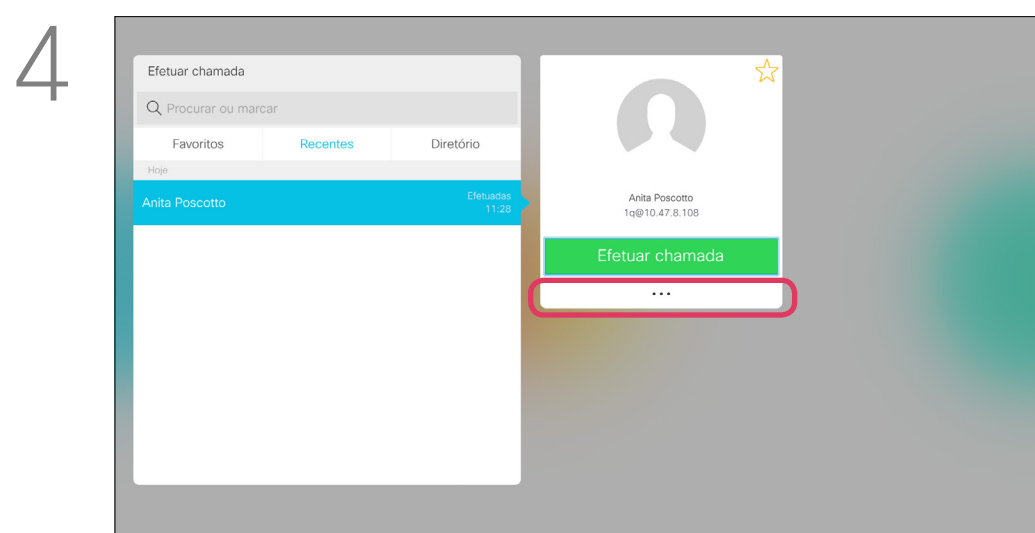 4
Efetuar chamada
Procurar ou marcar
Favoritos Recentes Diretório
Hoje
Anita Poscotto
Efetuadas
11:28
Anita Poscotto
1q@10.47.8.108
Efetuar chamada
...